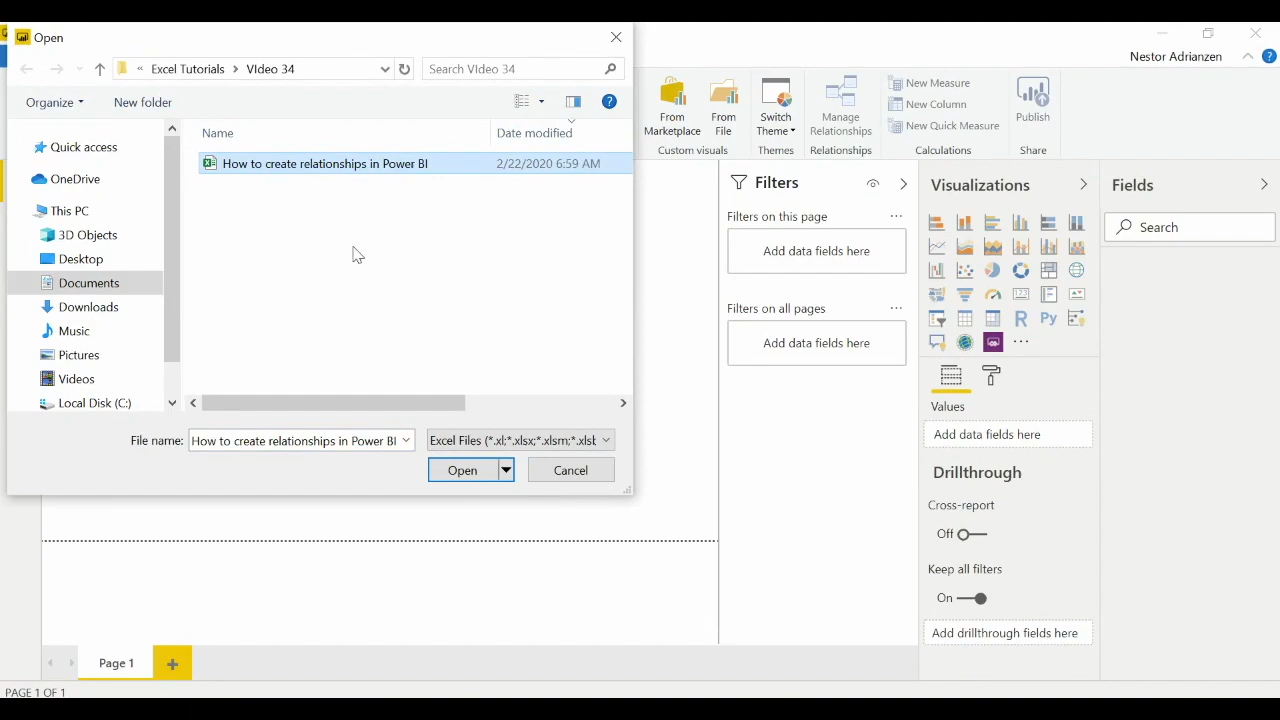 Open
« Excel Tutorials > VIdeo 34
Search VIdeo 34
Organize
New folder
Name
Date modified
Quick access
OneDrive
This PC
3D Objects
Desktop
Documents
Downloads
Music
Pictures
Videos
Local Disk (C:)
How to create relationships in Power BI
2/22/2020 6:59 AM
File name:
How to create relationships in Power BI
Excel Files (*.xl;*.xlsx;*.xlsm;*.xlsb
Open
Cancel
Nestor Adrianzen
From
Marketplace
From
File
Custom visuals
Switch
Theme
Themes
Manage
Relationships
Relationships
New Measure
New Column
New Quick Measure
Calculations
Publish
Share
Filters
Filters on this page
Add data fields here
Filters on all pages
Add data fields here
Visualizations
R
Py
123
Values
Add data fields here
Drillthrough
Cross-report
Off
Keep all filters
On
Add drillthrough fields here
Fields
Search
Page 1
PAGE 1 OF 1